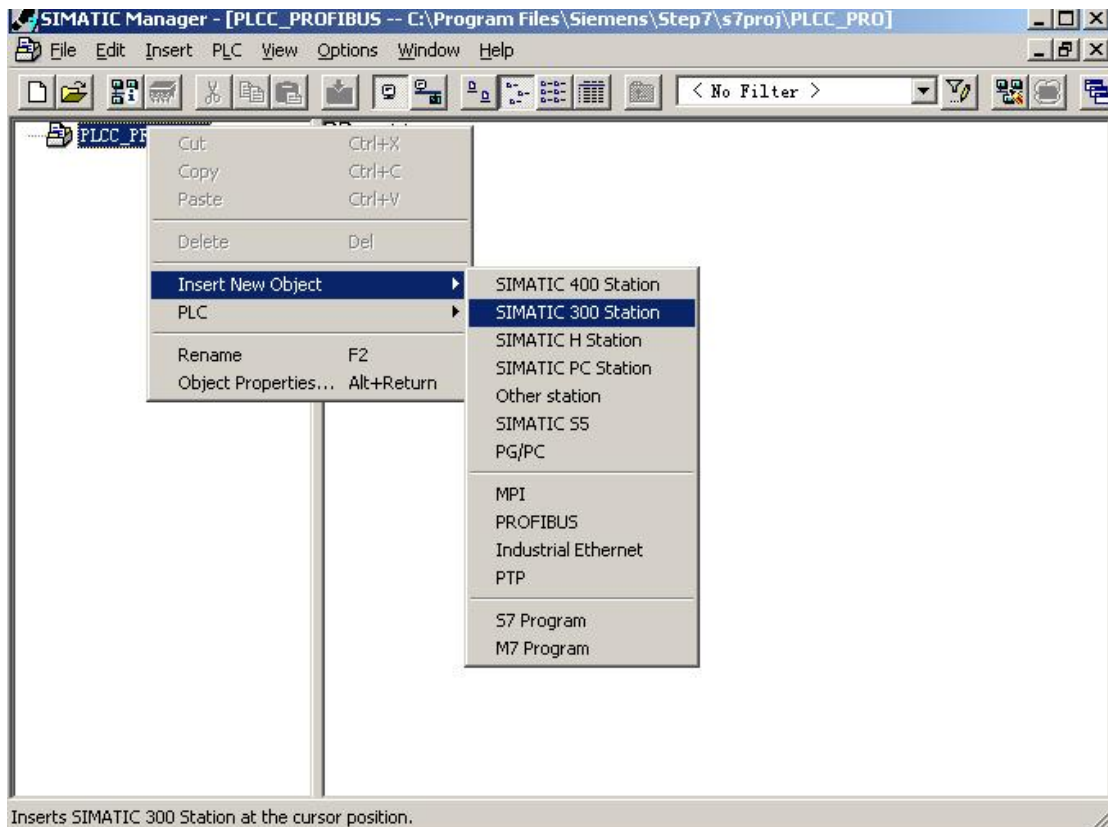 SIMATIC Manager - [PLCC_PROFIBUS -- C:\Program Files\Siemens\Step7\s7proj\PLCC_PRO]
File Edit Insert PLC View Options Window Help
< No Filter >
PLCC_PR
Cut Ctrl+X
Copy Ctrl+C
Paste Ctrl+V
Delete Del
Insert New Object
PLC
Rename F2
Object Properties... Alt+Return
SIMATIC 400 Station
SIMATIC 300 Station
SIMATIC H Station
SIMATIC PC Station
Other station
SIMATIC S5
PG/PC
MPI
PROFIBUS
Industrial Ethernet
PTP
S7 Program
M7 Program
Inserts SIMATIC 300 Station at the cursor position.